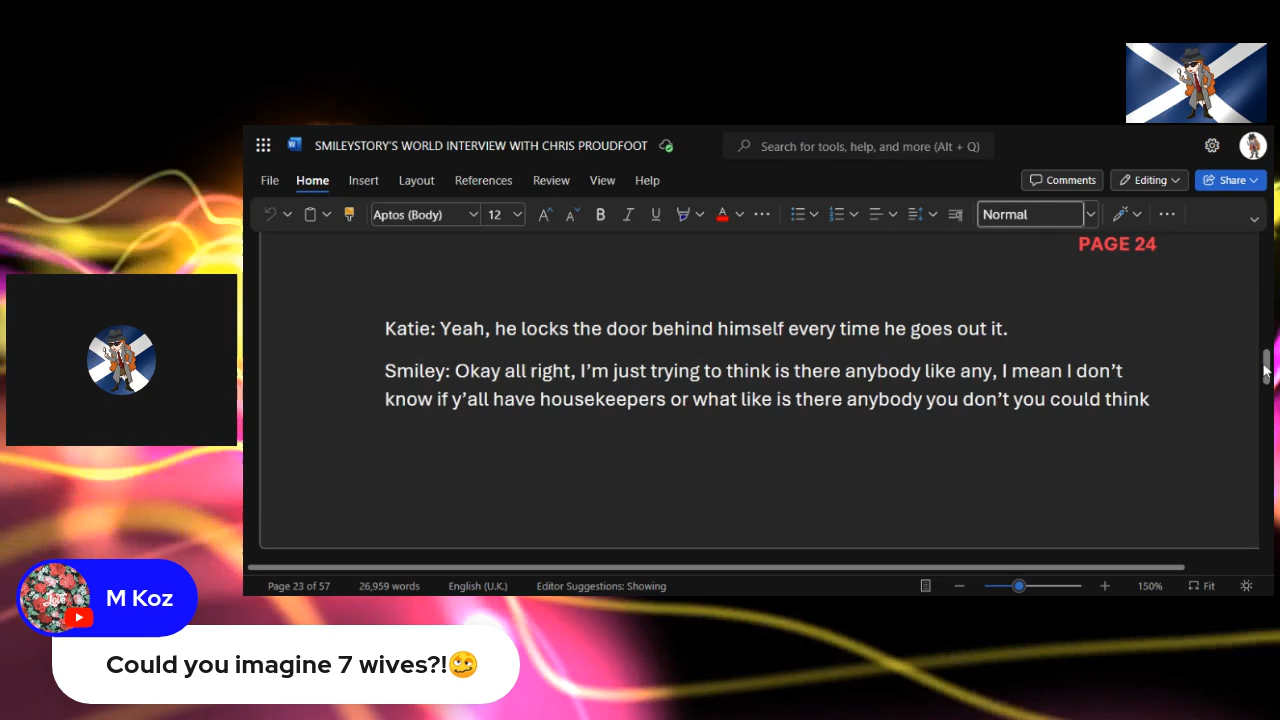 SMILEYSTORY'S WORLD INTERVIEW WITH CHRIS PROUDFOOT
Search for tools, help, and more (Alt + Q)
File Home Insert Layout References Review View Help
Comments Editing Share
Aptos (Body) 12 Normal
PAGE 24
Katie: Yeah, he locks the door behind himself every time he goes out it.
Smiley: Okay all right, I'm just trying to think is there anybody like any, I mean I don't
know if y'all have housekeepers or what like is there anybody you don't you could think
Page 23 of 57 26,959 words English (U.K.) Editor Suggestions: Showing 150% Fit
M Koz
Could you imagine 7 wives?!🥴